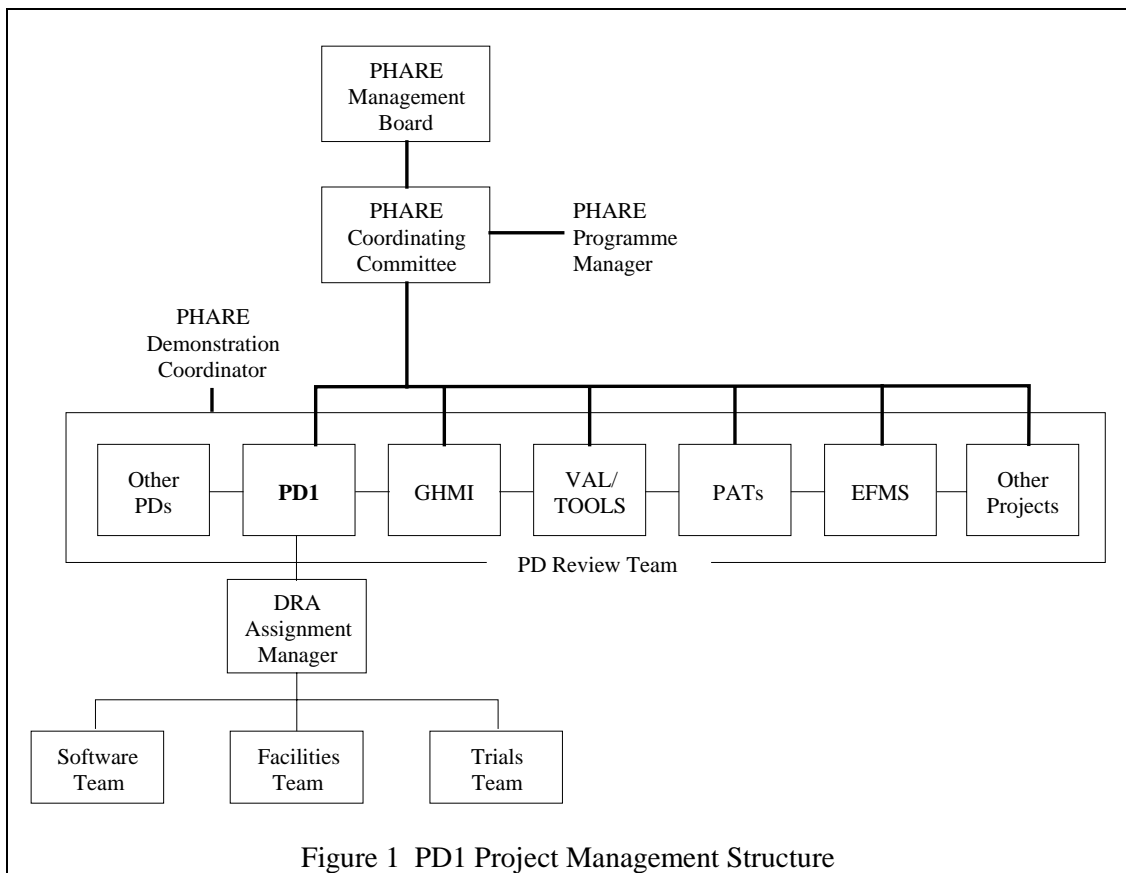 PHARE
Management
Board
PHARE
Coordinating
Committee
PHARE
Programme
Manager
PHARE
Demonstration
Coordinator
Other
PDs
PD1
GHMI
VAL/
TOOLS
PATs
EFMS
Other
Projects
PD Review Team
DRA
Assignment
Manager
Software
Team
Facilities
Team
Trials
Team
Figure 1 PD1 Project Management Structure